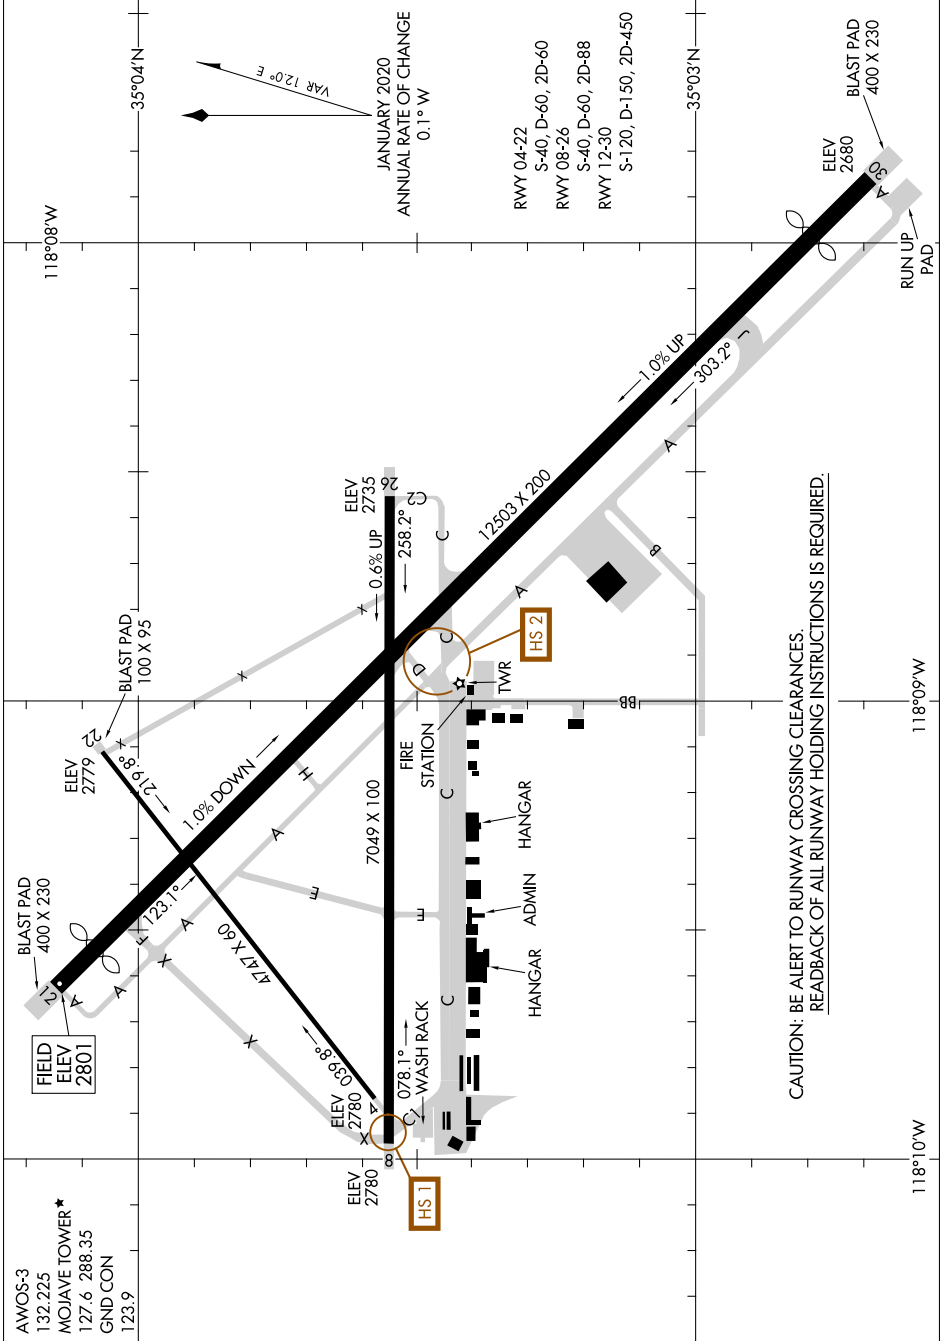 AWOS-3
132.225
MOJAVE TOWER
127.6 288.35
GND CON
123.9
FIELD
ELEV
2801
BLAST PAD
400 X 230
12
A
A
F
A
X
X
123.1°
ELEV
2779
22
BLAST PAD
100 X 95
219.8°
X
X
X
1.0% DOWN
H
A
E
E
4747 X 60
039.8°
ELEV
2780
4
X
8
ELEV
2780
HS 1
C1
078.1°
WASH RACK
C
7049 X 100
C
FIRE
STATION
TWR
HS 2
D
C
C
C2
ELEV
2735
26
0.6% UP
258.2°
12503 X 200
A
A
B
BB
HANGAR
ADMIN
HANGAR
1.0% UP
303.2°
J
ELEV
2680
30
A
BLAST PAD
400 X 230
RUN UP
PAD
VAR 12.0° E
JANUARY 2020
ANNUAL RATE OF CHANGE
0.1° W
RWY 04-22
S-40, D-60, 2D-60
RWY 08-26
S-40, D-60, 2D-88
RWY 12-30
S-120, D-150, 2D-450
35°04'N
35°03'N
118°08'W
118°09'W
118°10'W
CAUTION: BE ALERT TO RUNWAY CROSSING CLEARANCES.
READBACK OF ALL RUNWAY HOLDING INSTRUCTIONS IS REQUIRED.